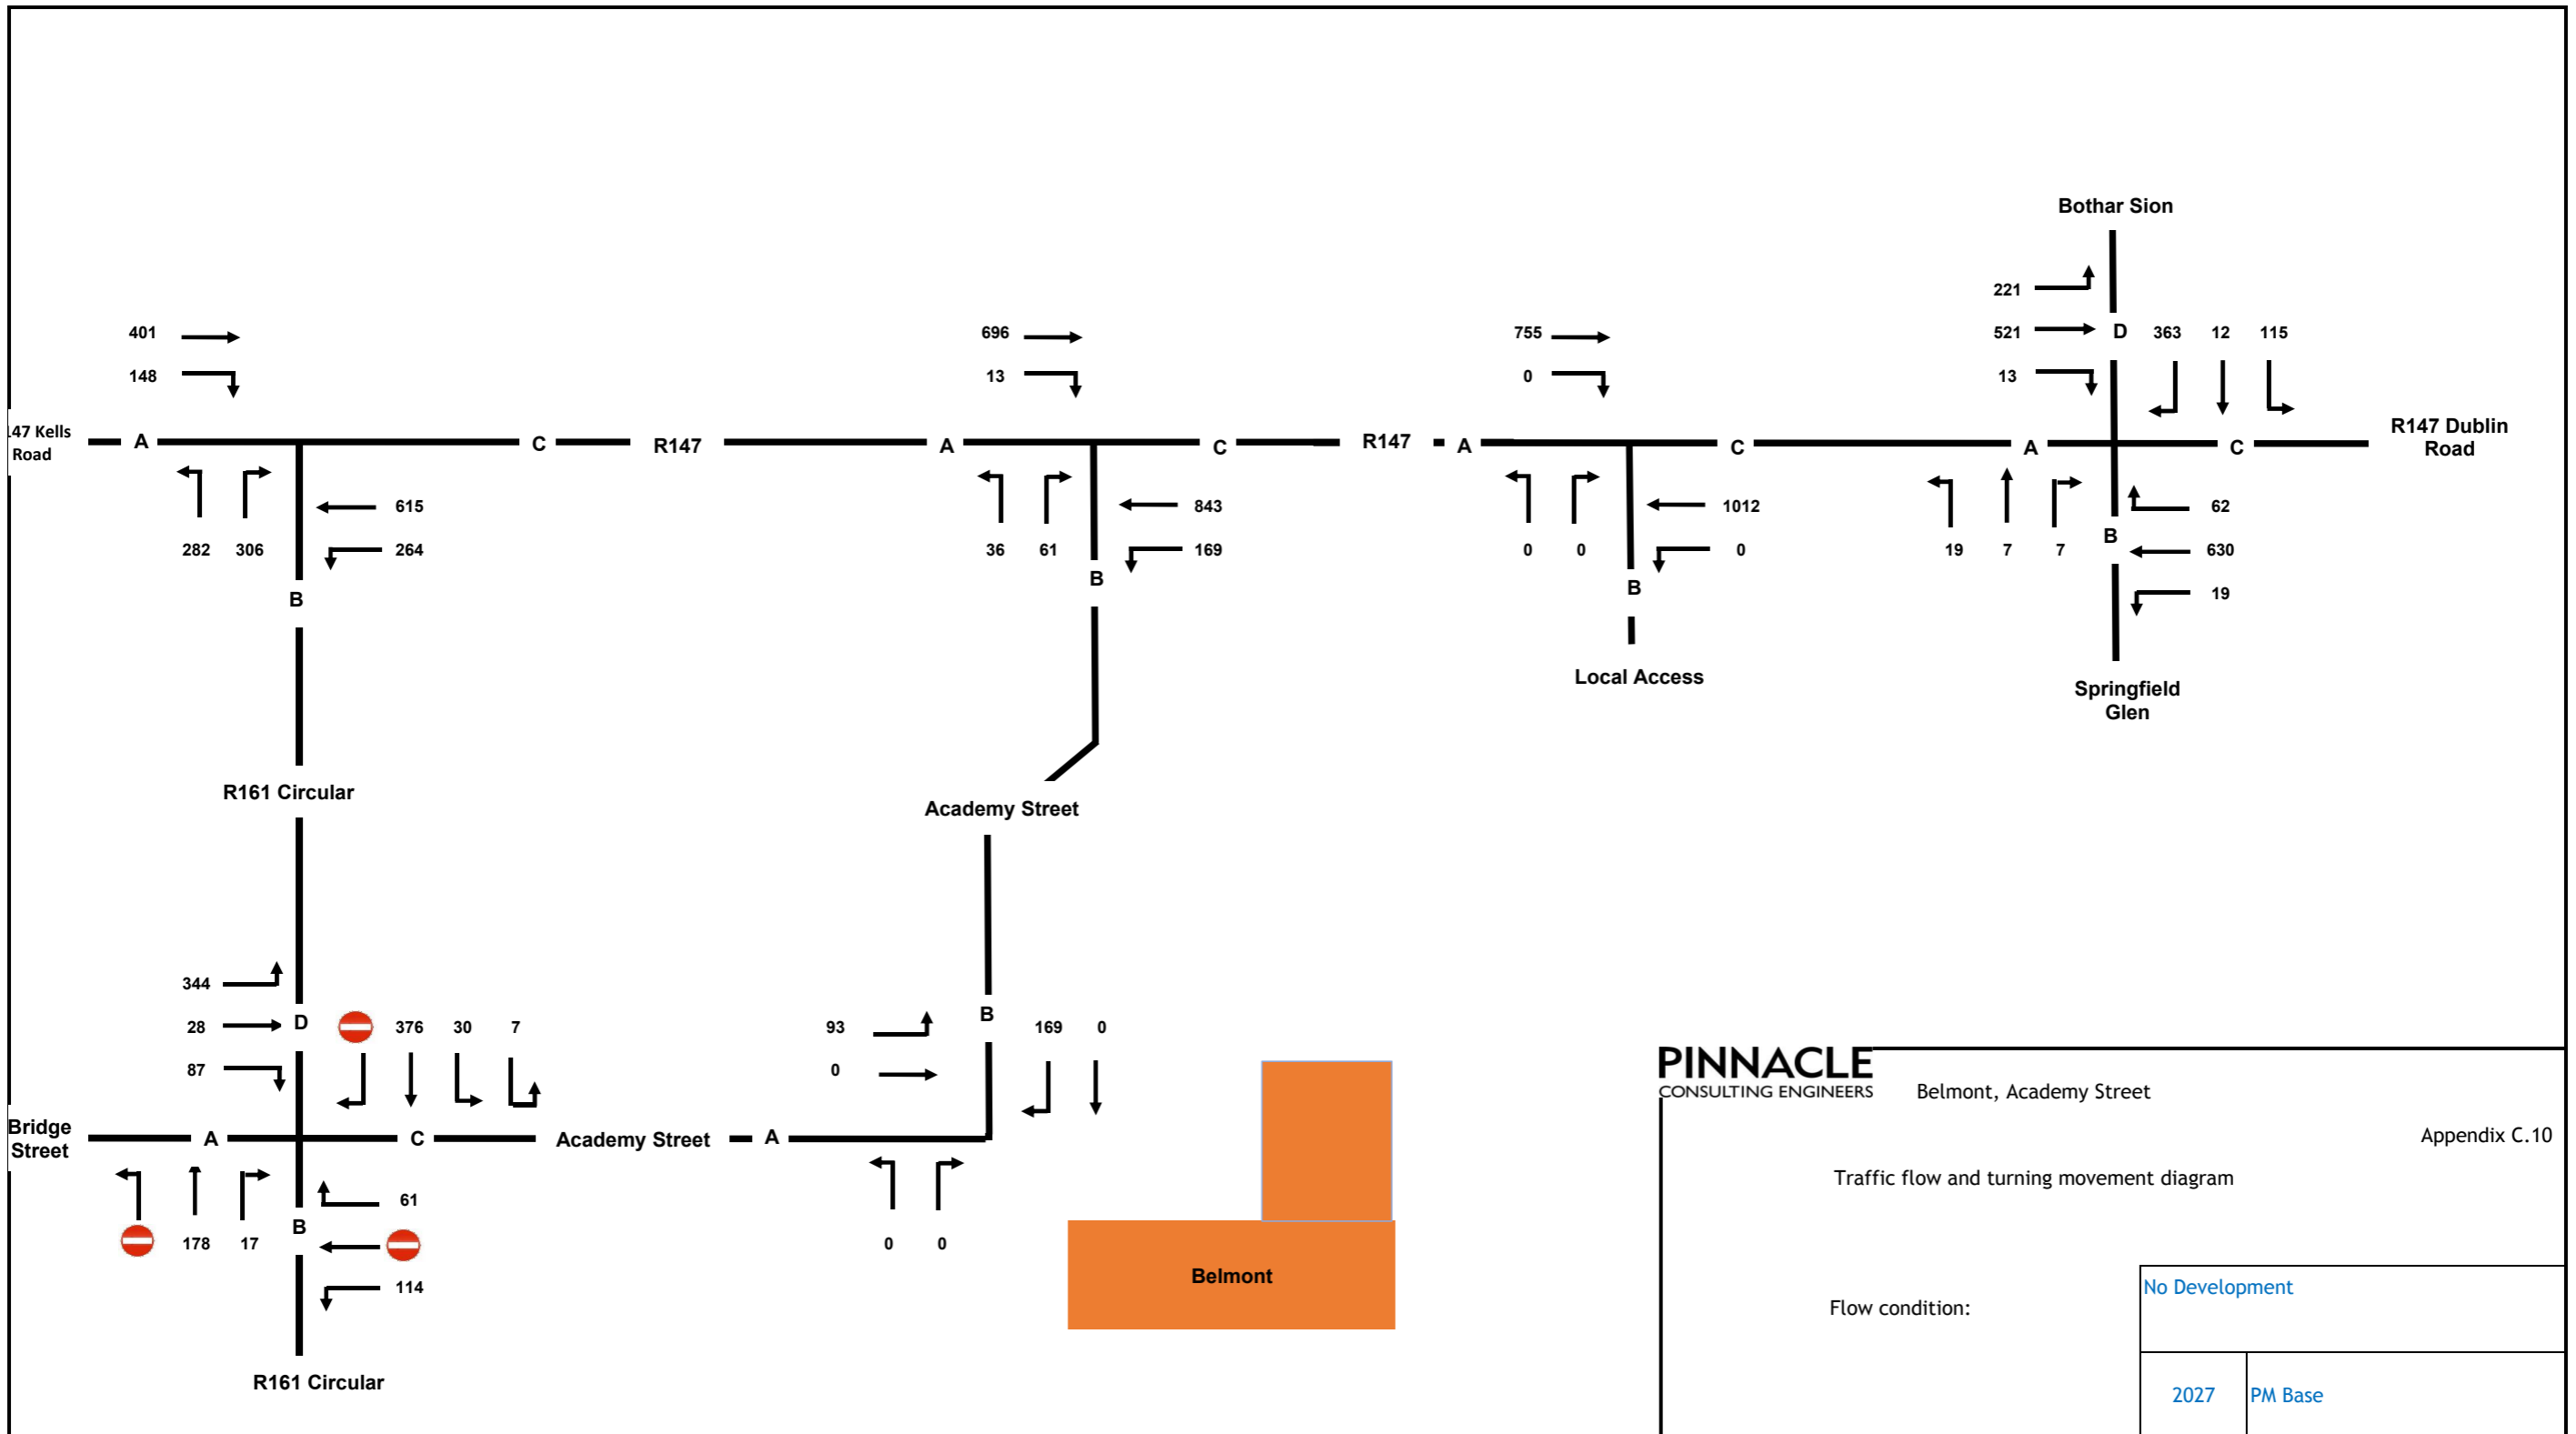 Bothar Sion
221
401
696
755
521
D
363
12
115
148
13
0
13
147 Kells
Road
A
C
R147
A
C
R147
A
C
A
C
R147 Dublin
Road
615
843
1012
62
282
306
264
36
61
169
0
0
0
19
7
7
B
630
B
B
B
19
Local Access
Springfield
Glen
R161 Circular
Academy Street
344
28
D
376
30
7
93
B
169
0
87
0
Bridge
Street
A
C
Academy Street
A
61
178
17
B
0
0
114
Belmont
R161 Circular
PINNACLE
CONSULTING ENGINEERS
Belmont, Academy Street
Appendix C.10
Traffic flow and turning movement diagram
No Development
Flow condition:
2027
PM Base